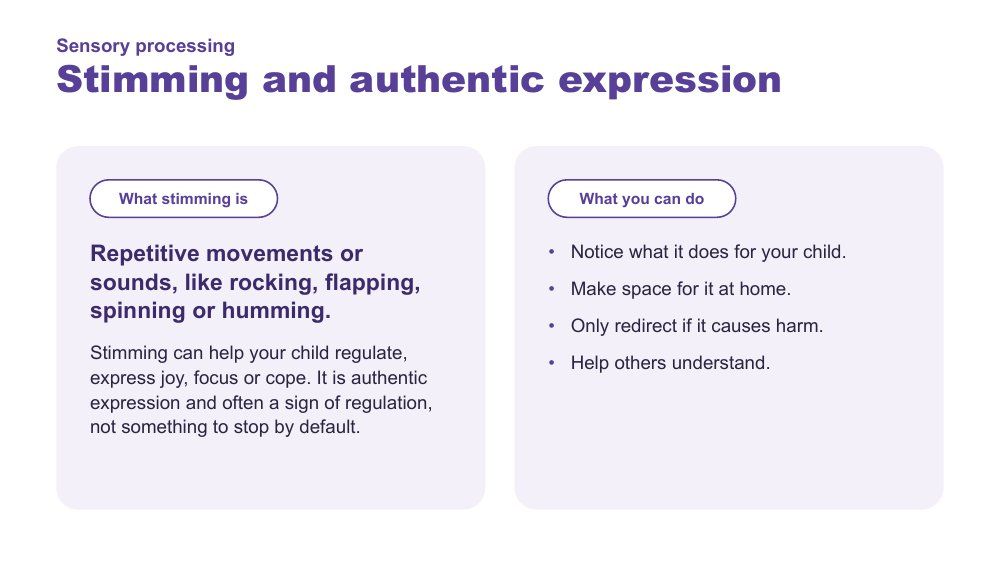 Sensory processing
Stimming and authentic expression
What stimming is
Repetitive movements or
sounds, like rocking, flapping,
spinning or humming.
Stimming can help your child regulate,
express joy, focus or cope. It is authentic
expression and often a sign of regulation,
not something to stop by default.
What you can do
• Notice what it does for your child.
• Make space for it at home.
• Only redirect if it causes harm.
• Help others understand.